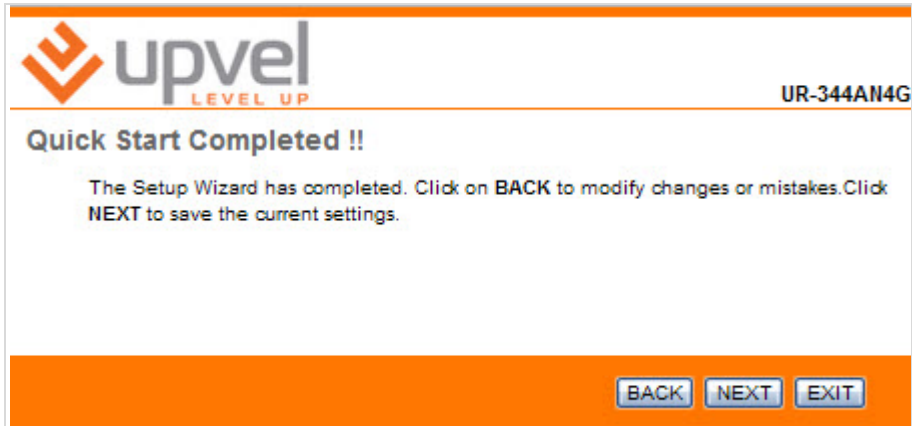 upvel
LEVEL UP
UR-344AN4G
Quick Start Completed !!
The Setup Wizard has completed. Click on BACK to modify changes or mistakes.Click
NEXT to save the current settings.
BACK NEXT EXIT